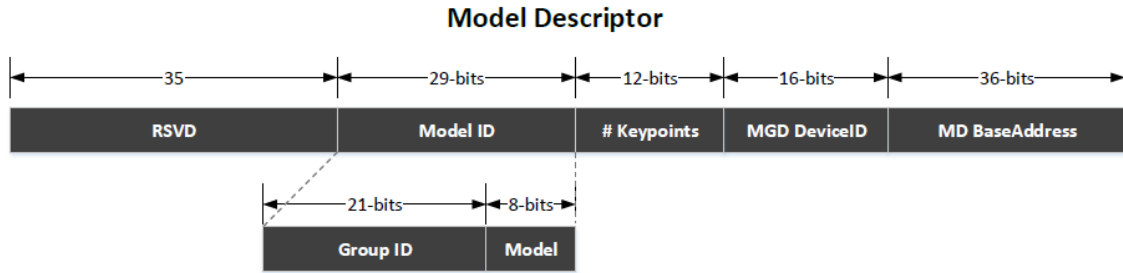 Model Descriptor
35 29-bits 12-bits 16-bits 36-bits
RSVD Model ID # Keypoints MGD DeviceID MD BaseAddress
21-bits 8-bits
Group ID Model